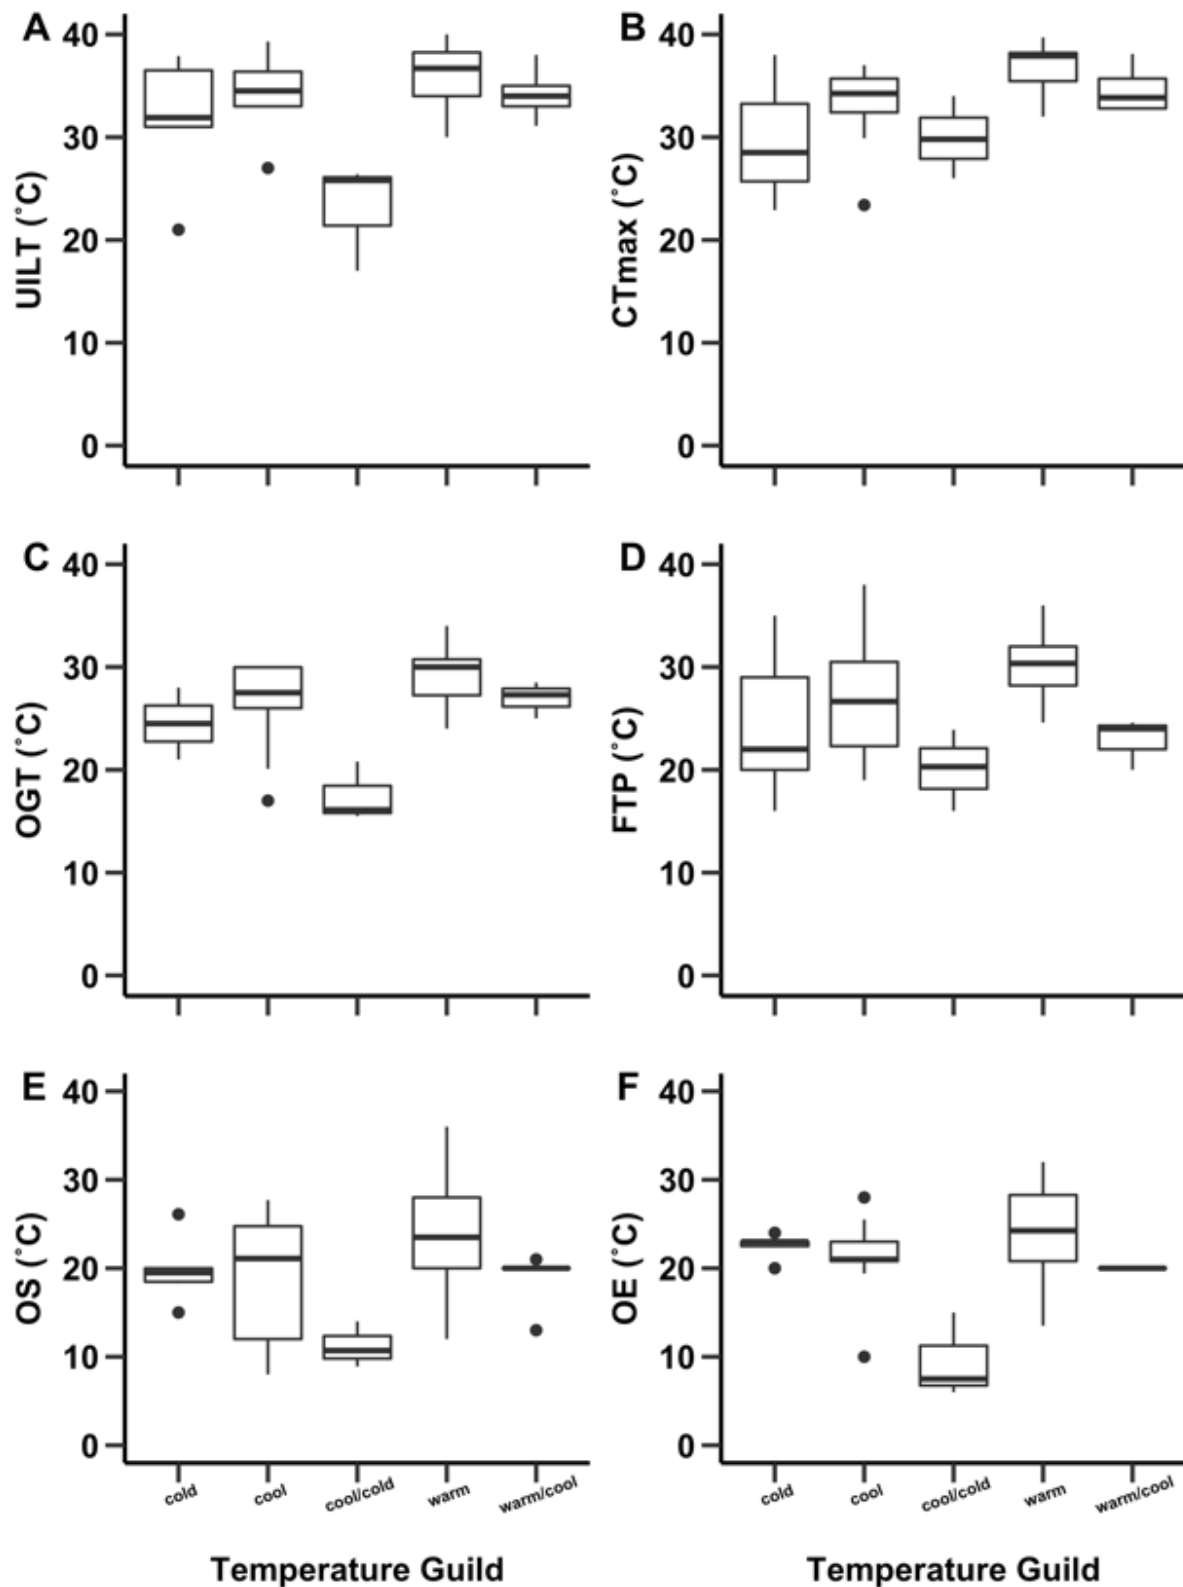 A
B
40
30
20
10
0
UILT (˚C)
40
30
20
10
0
CTmax (˚C)
C
D
40
30
20
10
0
OGT (˚C)
40
30
20
10
0
FTP (˚C)
E
F
40
30
20
10
0
OS (˚C)
40
30
20
10
0
OE (˚C)
cold
cool
cool/cold
warm
warm/cool
cold
cool
cool/cold
warm
warm/cool
Temperature Guild
Temperature Guild